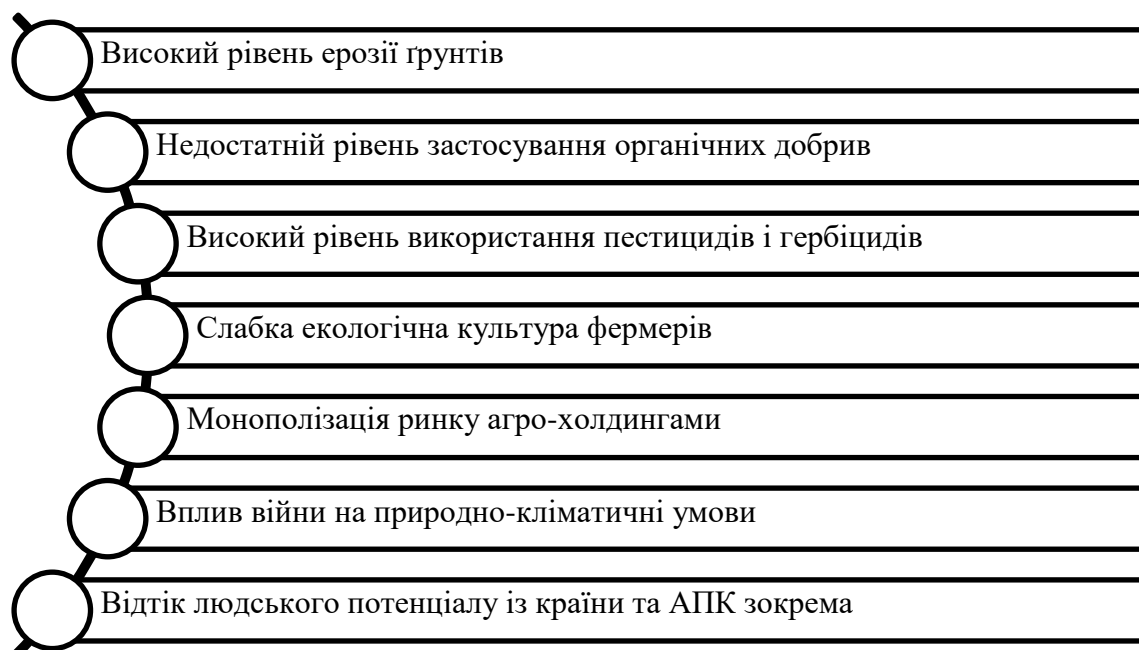 Високий рівень ерозії ґрунтів
Недостатній рівень застосування органічних добрив
Високий рівень використання пестицидів і гербіцидів
Слабка екологічна культура фермерів
Монополізація ринку агро-холдингами
Вплив війни на природно-кліматичні умови
Відтік людського потенціалу із країни та АПК зокрема